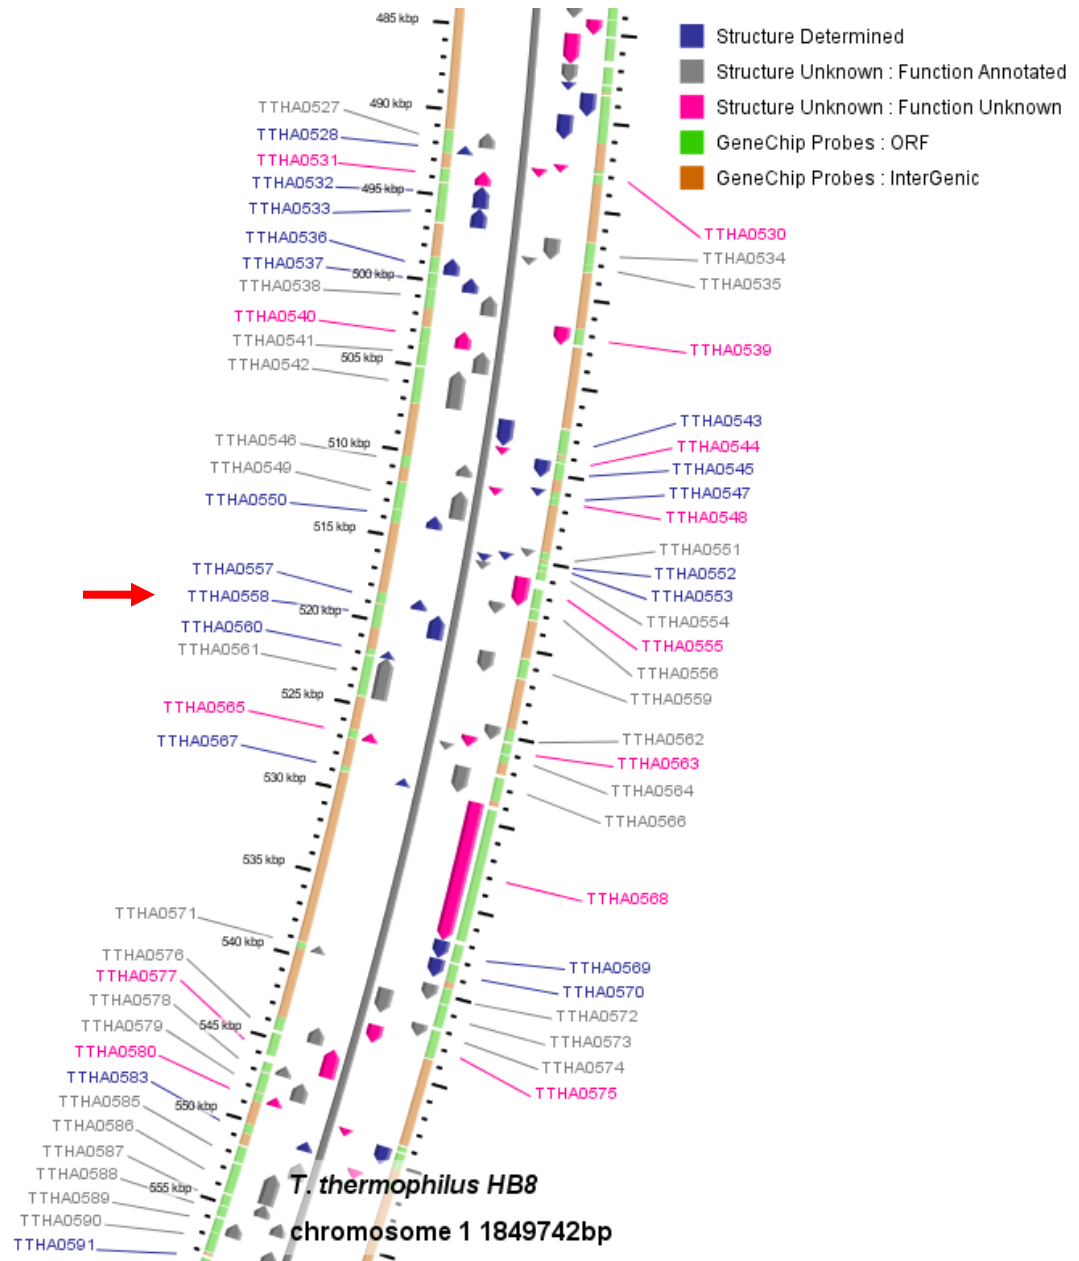 485 kbp
Structure Determined
Structure Unknown : Function Annotated
Structure Unknown : Function Unknown
GeneChip Probes : ORF
GeneChip Probes : InterGenic
490 kbp
TTHA0527
TTHA0528
TTHA0531
TTHA0532
495 kbp
TTHA0533
TTHA0536
TTHA0537
500 kbp
TTHA0538
TTHA0540
TTHA0541
505 kbp
TTHA0542
TTHA0546
510 kbp
TTHA0549
TTHA0550
515 kbp
TTHA0557
TTHA0558
520 kbp
TTHA0560
TTHA0561
525 kbp
TTHA0565
TTHA0567
530 kbp
535 kbp
TTHA0571
540 kbp
TTHA0576
TTHA0577
TTHA0578
TTHA0579
545 kbp
TTHA0580
TTHA0583
TTHA0585
550 kbp
TTHA0586
TTHA0587
TTHA0588
555 kbp
TTHA0589
TTHA0590
TTHA0591
TTHA0530
TTHA0534
TTHA0535
TTHA0539
TTHA0543
TTHA0544
TTHA0545
TTHA0547
TTHA0548
TTHA0551
TTHA0552
TTHA0553
TTHA0554
TTHA0555
TTHA0556
TTHA0559
TTHA0562
TTHA0563
TTHA0564
TTHA0566
TTHA0568
TTHA0569
TTHA0570
TTHA0572
TTHA0573
TTHA0574
TTHA0575
T. thermophilus HB8
chromosome 1 1849742bp